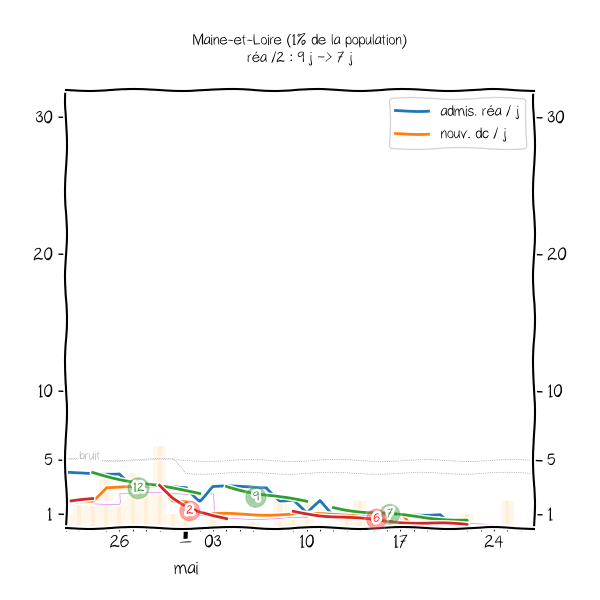 Maine-et-Loire (1% de la population)
réa /2 : 9 j -> 7 j
admis. réa / j
nouv. dc / j
30 30
20 20
10 10
5 5
bruit
1 1
12 2 9 6 7
26 1 03 10 17 24
mai